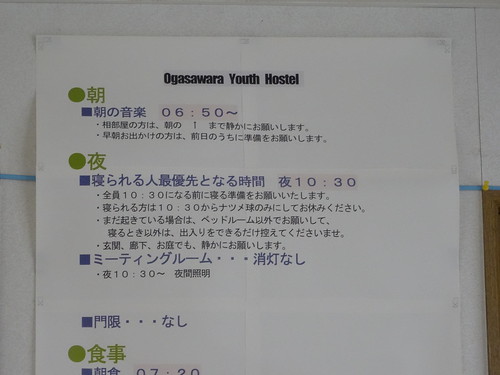 Ogasawara Youth Hostel
●朝
■朝の音楽 06：50～
・相部屋の方は、朝の ↑ まで静かにお願いします。
・早朝お出かけの方は、前日のうちに準備をお願いします。
●夜
■寝られる人最優先となる時間 夜10：30
・全員10：30になる前に寝る準備をお願いいたします。
・寝られる方は10：30からナツメ球のみにしてお休みください。
・まだ起きている場合は、ベッドルーム以外でお願いして、
寝るとき以外は、出入りをできるだけ控えてくださいませ。
・玄関、廊下、お庭でも、静かにお願いします。
■ミーティングルーム・・・消灯なし
・夜10：30～ 夜間照明
■門限・・・なし
●食事
■朝食 07：20